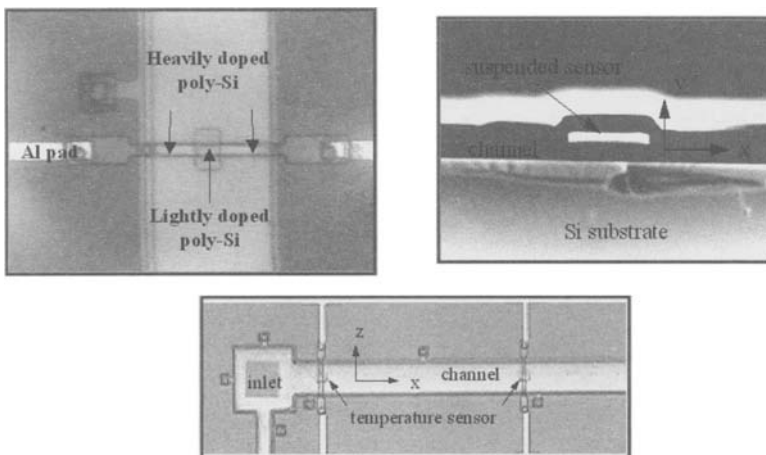 Heavily doped
poly-Si
Al pad
Lightly doped
poly-Si
suspended sensor
y
channel
x
Si substrate
z
inlet
x
channel
temperature sensor